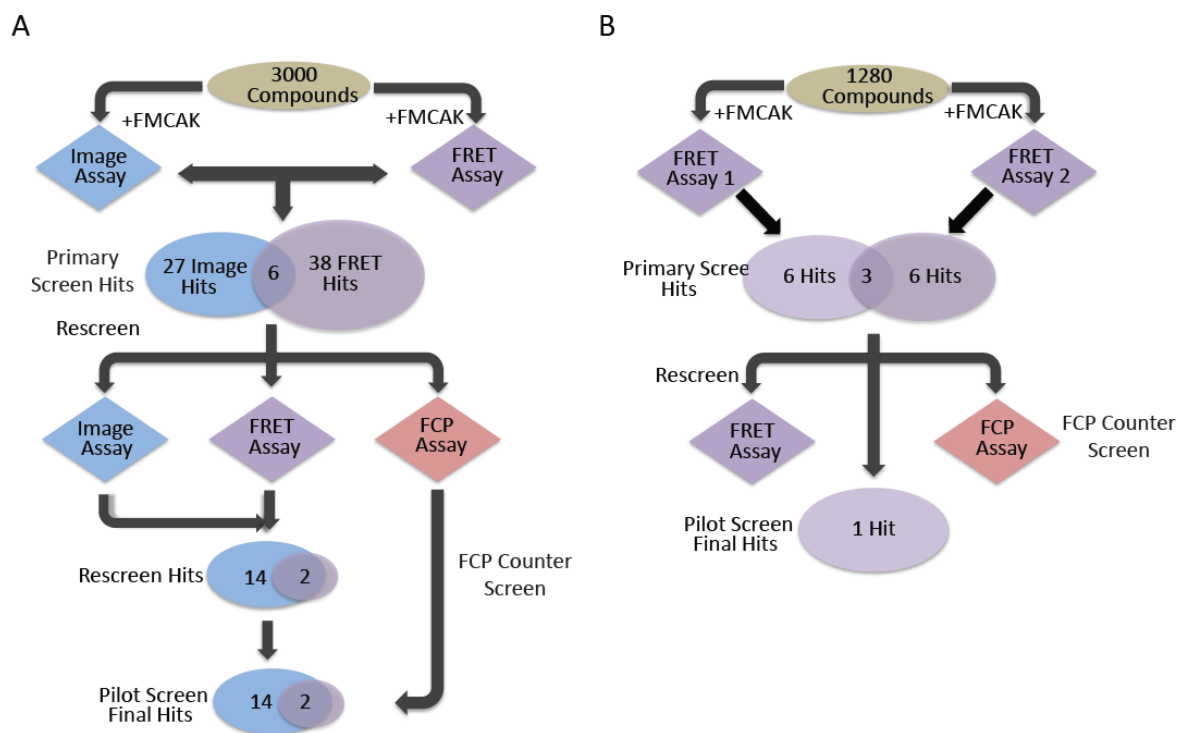 A
3000
Compounds
+FMCAK
+FMCAK
Image
Assay
FRET
Assay
Primary
Screen Hits
27 Image
Hits
6
38 FRET
Hits
Rescreen
Image
Assay
FRET
Assay
FCP
Assay
Rescreen Hits
14
2
FCP Counter
Screen
Pilot Screen
Final Hits
14
2
B
1280
Compounds
+FMCAK
+FMCAK
FRET
Assay 1
FRET
Assay 2
Primary Scree
Hits
6 Hits
3
6 Hits
Rescreen
FRET
Assay
FCP
Assay
FCP Counter
Screen
Pilot Screen
Final Hits
1 Hit